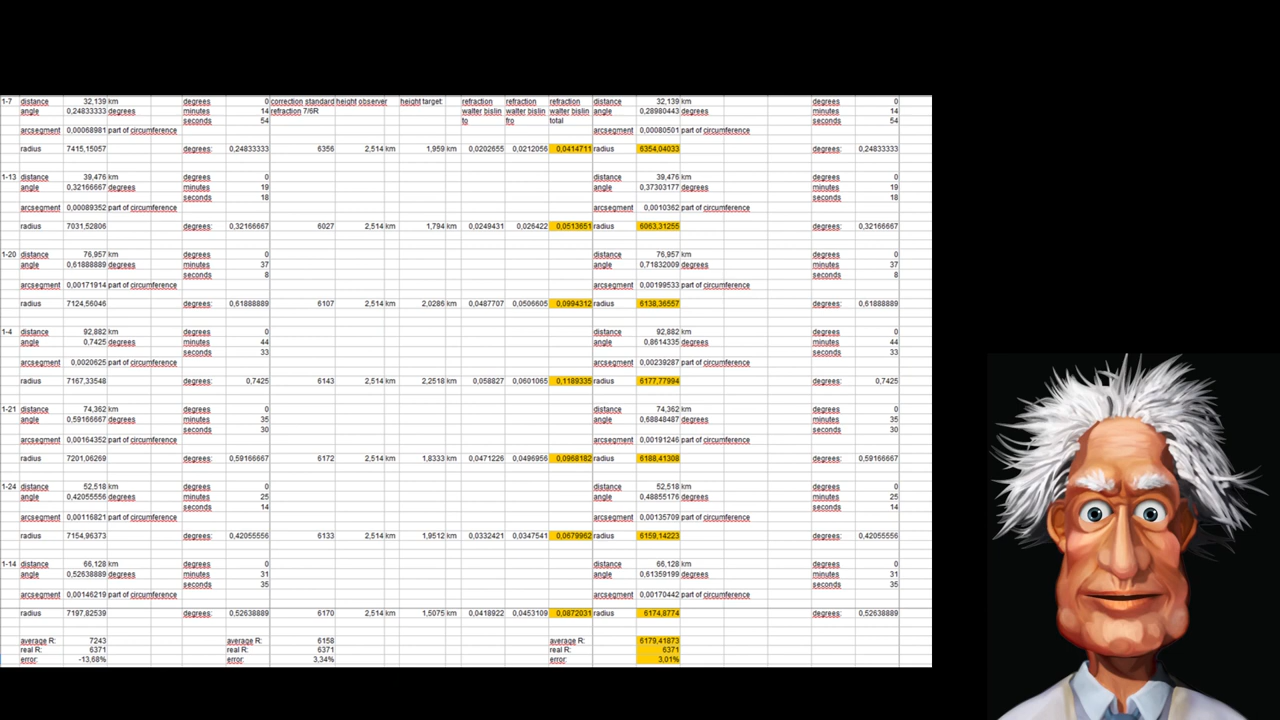 1-7 distance 32,139 km degrees 0 correction standard height observer height target: refraction refraction refraction distance 32,139 km degrees 0
angle 0,24833333 degrees minutes 14 refraction 7/6R walter bislin walter bislin walter bislin angle 0,28980443 degrees minutes 14
seconds 54 to fro total seconds 54
arcsegment 0,00068981 part of circumference arcsegment 0,00080501 part of circumference
radius 7415,15057 degrees: 0,24833333 6356 2,514 km 1,959 km 0,0202655 0,0212056 0,0414711 radius 6354,04033 degrees: 0,24833333
1-13 distance 39,476 km degrees 0 distance 39,476 km degrees 0
angle 0,32166667 degrees minutes 19 angle 0,37303177 degrees minutes 19
seconds 18 seconds 18
arcsegment 0,00089352 part of circumference arcsegment 0,0010362 part of circumference
radius 7031,52806 degrees: 0,32166667 6027 2,514 km 1,794 km 0,0249431 0,026422 0,0513651 radius 6063,31255 degrees: 0,32166667
1-20 distance 76,957 km degrees 0 distance 76,957 km degrees 0
angle 0,61888889 degrees minutes 37 angle 0,71832009 degrees minutes 37
seconds 8 seconds 8
arcsegment 0,00171914 part of circumference arcsegment 0,00199533 part of circumference
radius 7124,56046 degrees: 0,61888889 6107 2,514 km 2,0286 km 0,0487707 0,0506605 0,0994312 radius 6138,36557 degrees: 0,61888889
1-4 distance 92,882 km degrees 0 distance 92,882 km degrees 0
angle 0,7425 degrees minutes 44 angle 0,8614335 degrees minutes 44
seconds 33 seconds 33
arcsegment 0,0020625 part of circumference arcsegment 0,00239287 part of circumference
radius 7167,33548 degrees: 0,7425 6143 2,514 km 2,2518 km 0,058827 0,0601065 0,1189335 radius 6177,77994 degrees: 0,7425
1-21 distance 74,362 km degrees 0 distance 74,362 km degrees 0
angle 0,59166667 degrees minutes 35 angle 0,68848487 degrees minutes 35
seconds 30 seconds 30
arcsegment 0,00164352 part of circumference arcsegment 0,00191246 part of circumference
radius 7201,06269 degrees: 0,59166667 6172 2,514 km 1,8333 km 0,0471226 0,0496956 0,0968182 radius 6188,41308 degrees: 0,59166667
1-24 distance 52,518 km degrees 0 distance 52,518 km degrees 0
angle 0,42055556 degrees minutes 25 angle 0,48855176 degrees minutes 25
seconds 14 seconds 14
arcsegment 0,00116821 part of circumference arcsegment 0,00135709 part of circumference
radius 7154,96373 degrees: 0,42055556 6133 2,514 km 1,9512 km 0,0332421 0,0347541 0,0679962 radius 6159,14223 degrees: 0,42055556
1-14 distance 66,128 km degrees 0 distance 66,128 km degrees 0
angle 0,52638889 degrees minutes 31 angle 0,61359199 degrees minutes 31
seconds 35 seconds 35
arcsegment 0,00146219 part of circumference arcsegment 0,00170442 part of circumference
radius 7197,82539 degrees: 0,52638889 6170 2,514 km 1,5075 km 0,0418922 0,0453109 0,0872031 radius 6174,8774 degrees: 0,52638889
average R: 7243 average R: 6158 average R: 6179,41873
real R: 6371 real R: 6371 real R: 6371
error: -13,68% error: 3,34% error: 3,01%